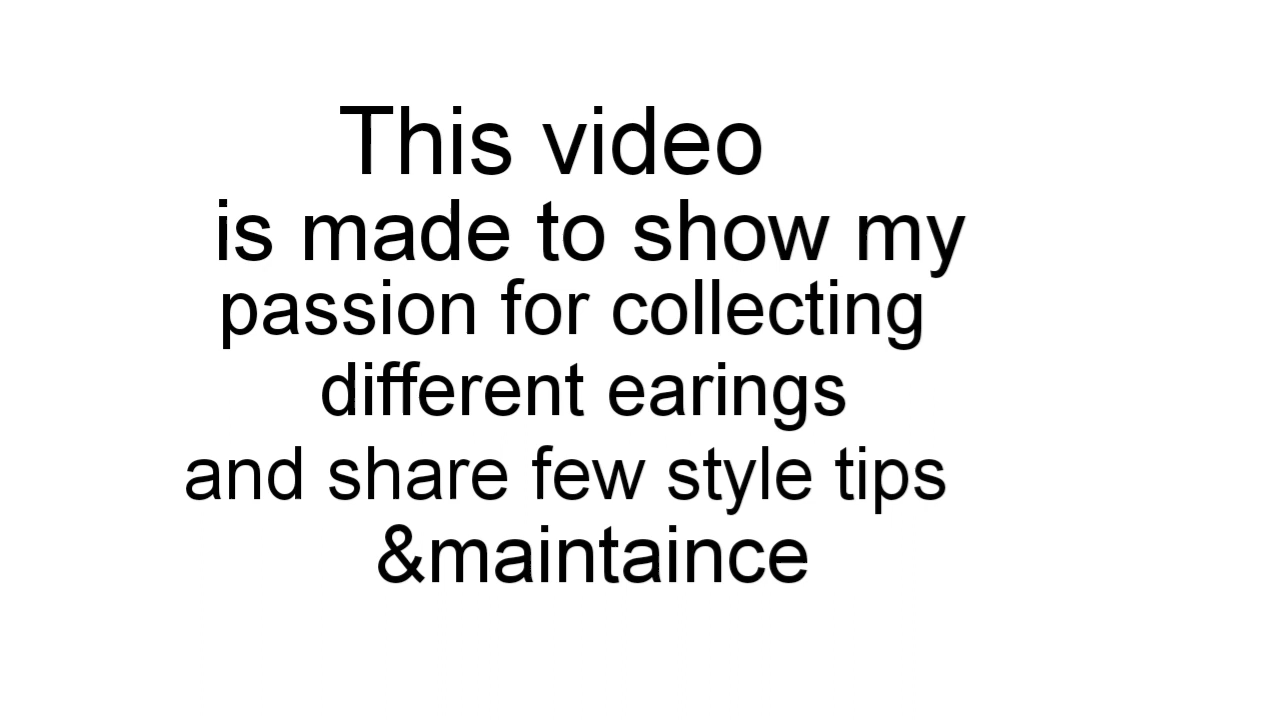 This video
is made to show my
passion for collecting
different earings
and share few style tips
&maintaince